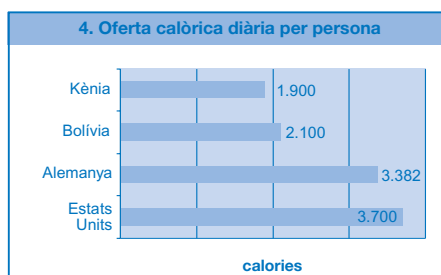 4. Oferta calòrica diària per persona
Kènia
1.900
Bolívia
2.100
Alemanya
3.382
Estats
Units
3.700
calories